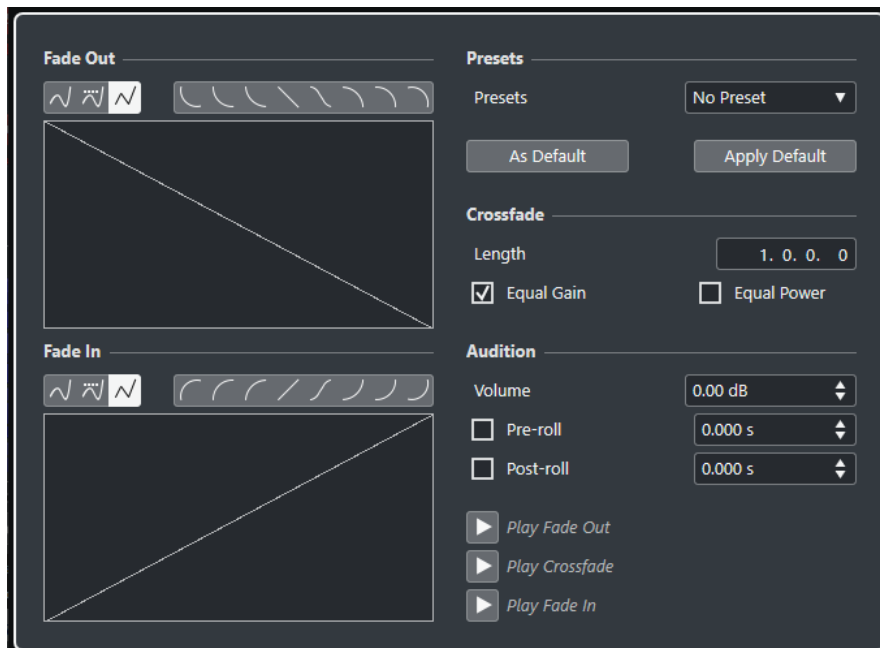 Fade Out
Fade In
Presets
Presets No Preset
As Default Apply Default
Crossfade
Length 1. 0. 0. 0
Equal Gain Equal Power
Audition
Volume 0.00 dB
Pre-roll 0.000 s
Post-roll 0.000 s
Play Fade Out
Play Crossfade
Play Fade In